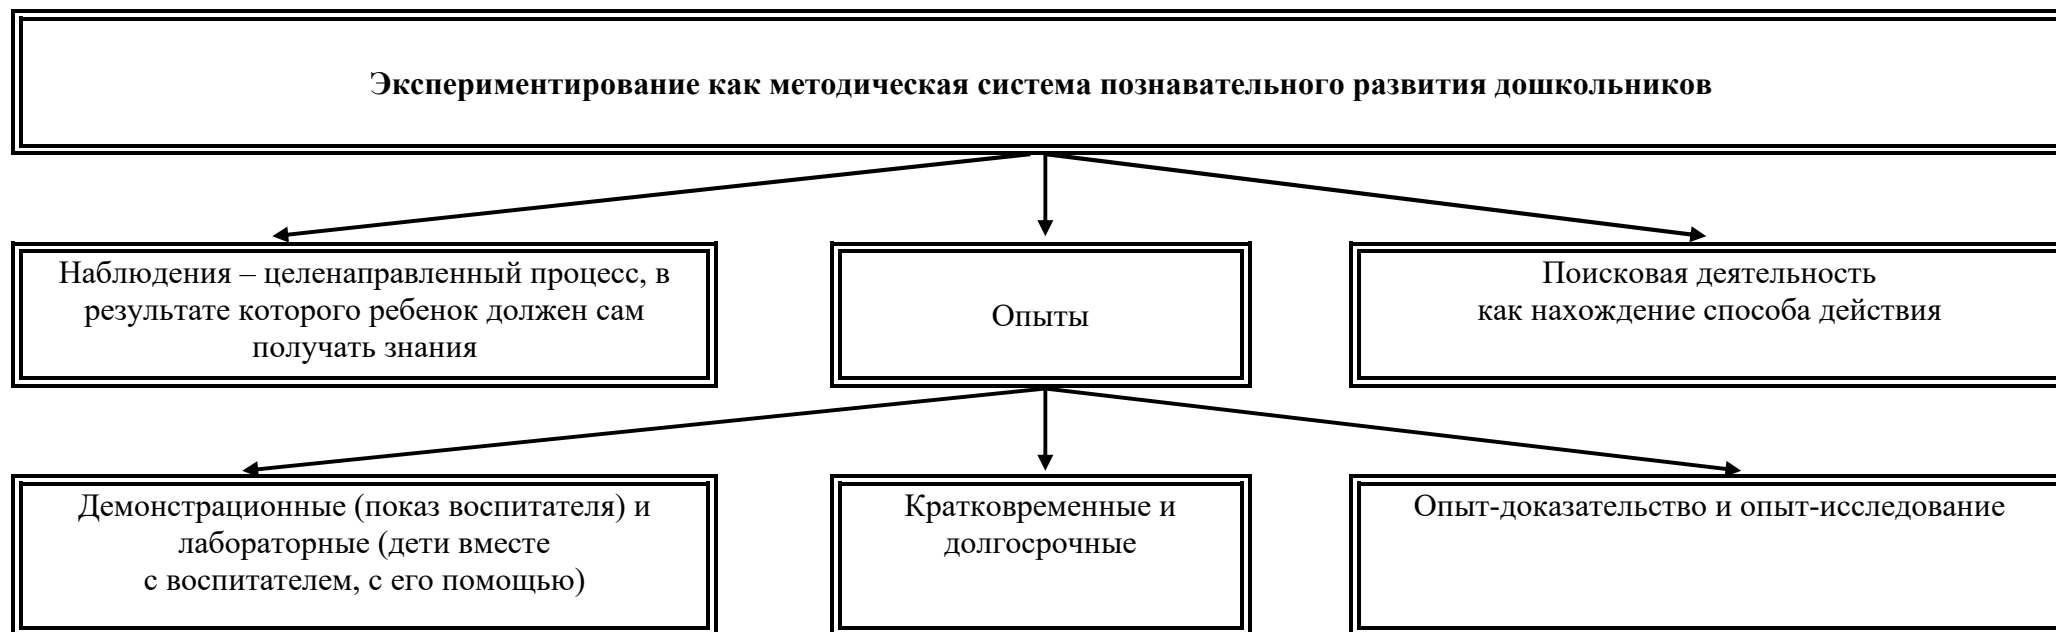 Экспериментирование как методическая система познавательного развития дошкольников
Наблюдения – целенаправленный процесс, в
результате которого ребенок должен сам
получать знания
Опыты
Поисковая деятельность
как нахождение способа действия
Демонстрационные (показ воспитателя) и
лабораторные (дети вместе
с воспитателем, с его помощью)
Кратковременные и
долгосрочные
Опыт-доказательство и опыт-исследование